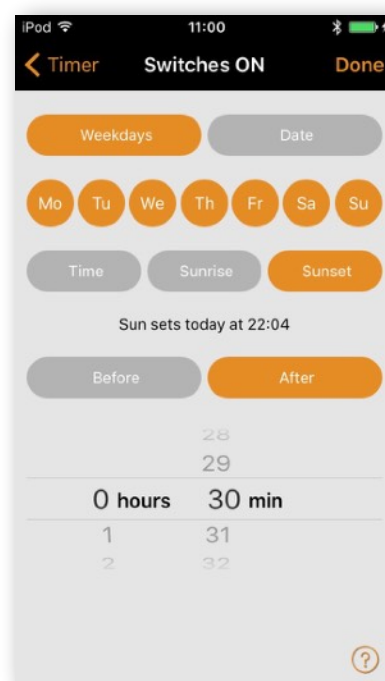 iPod 11:00
Timer Switches ON Done
Weekdays Date
Mo Tu We Th Fr Sa Su
Time Sunrise Sunset
Sun sets today at 22:04
Before After
28
29
0 hours 30 min
1 31
2 32
?